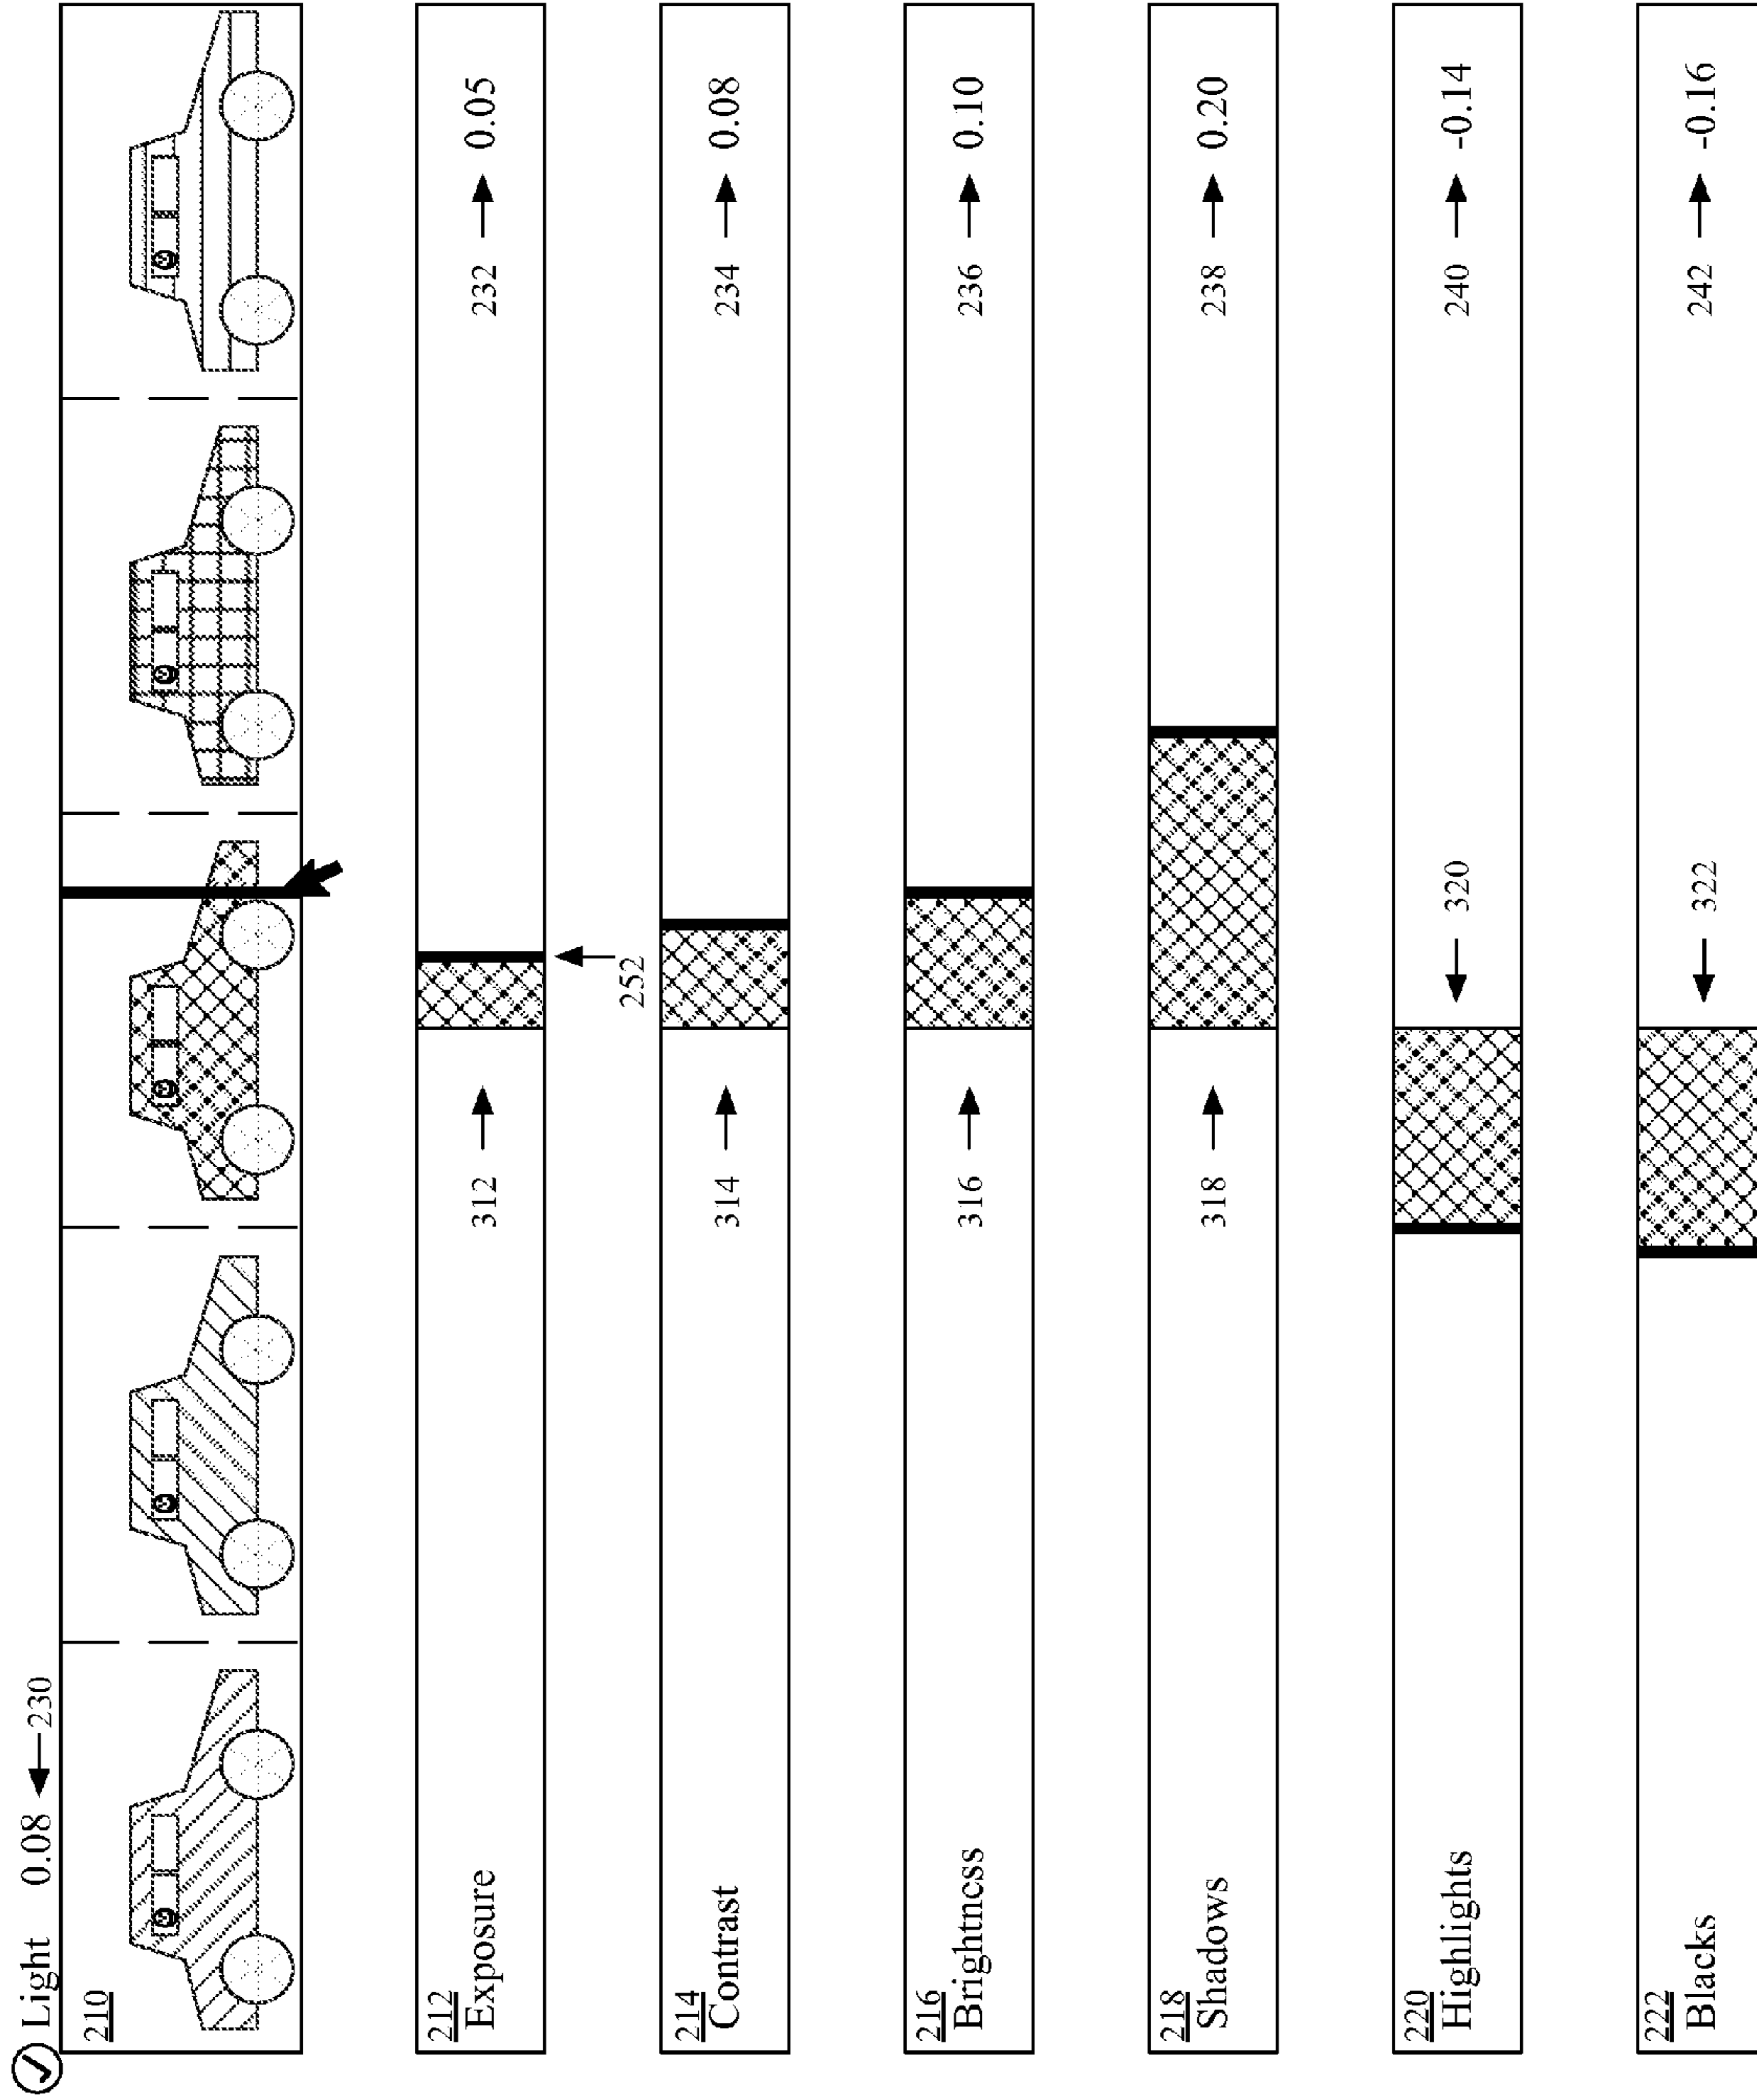 Light 0.08 230
210
212
Exposure
312
232 0.05
252
214
Contrast
314
234 0.08
216
Brightness
316
236 0.10
218
Shadows
318
238 0.20
220
Highlights
320
240 -0.14
222
Blacks
322
242 -0.16